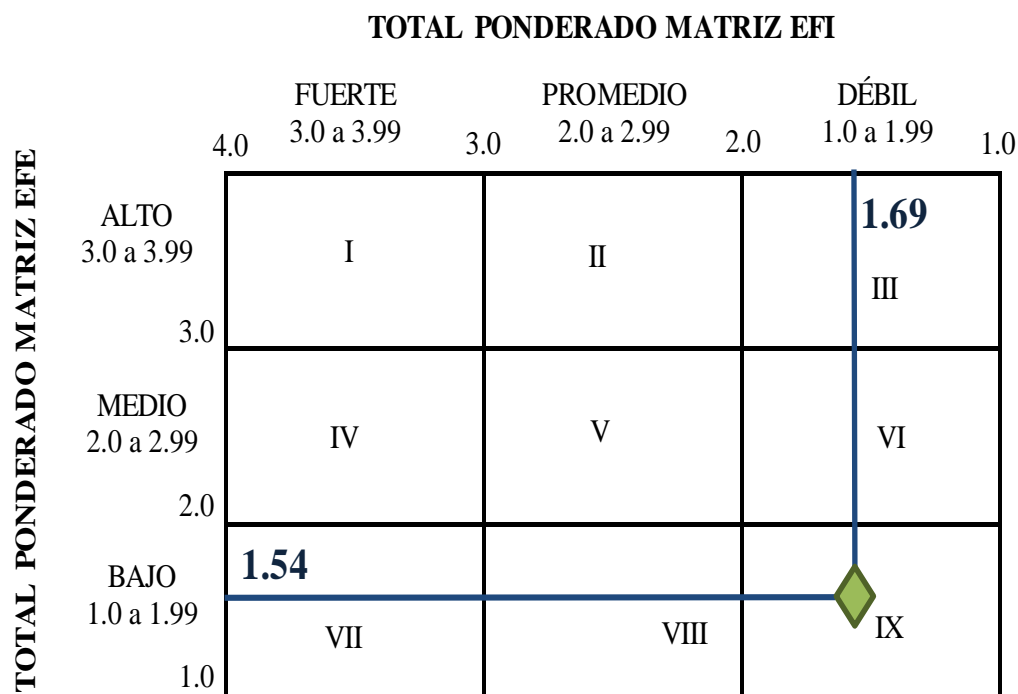 TOTAL PONDERADO MATRIZ EFI
FUERTE
3.0 a 3.99
PROMEDIO
2.0 a 2.99
DÉBIL
1.0 a 1.99
4.0
3.0
2.0
1.0
TOTAL PONDERADO MATRIZ EFE
ALTO
3.0 a 3.99
I
II
1.69
III
3.0
MEDIO
2.0 a 2.99
IV
V
VI
2.0
BAJO
1.0 a 1.99
1.54
VII
VIII
IX
1.0